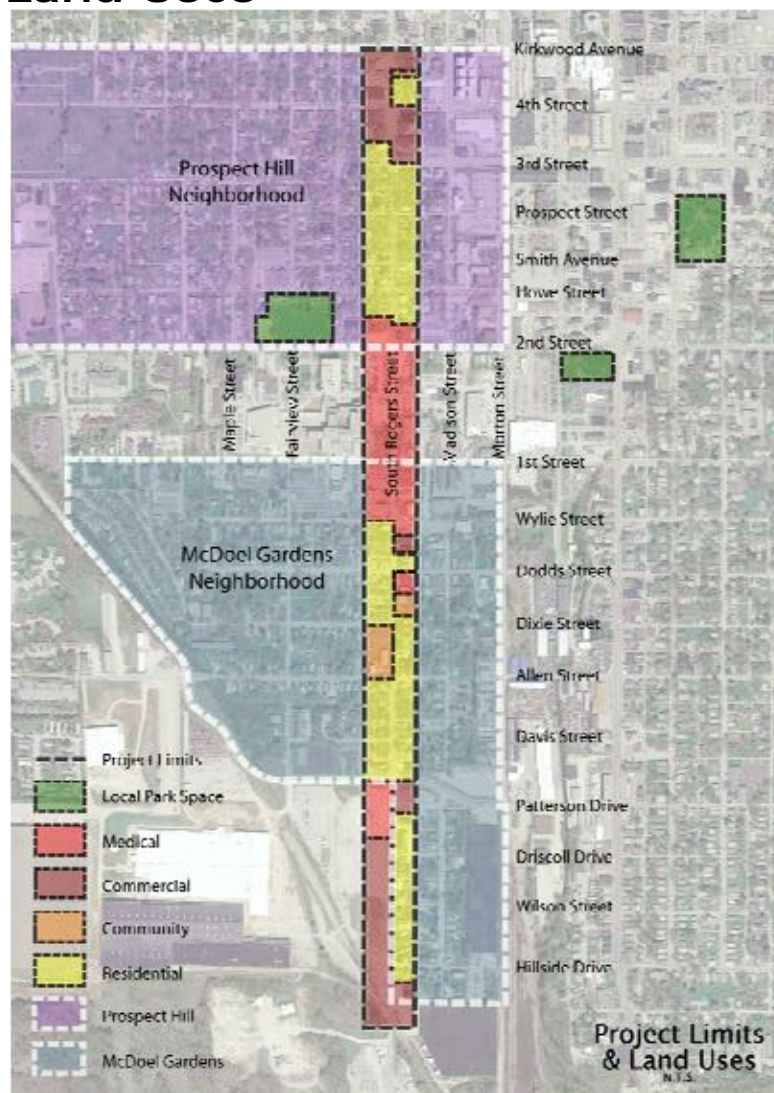 Land Uses
Kirkwood Avenue
4th Street
3rd Street
Prospect Hill
Neighborhood
Prospect Street
Smith Avenue
Howe Street
2nd Street
Maple Street
Fairview Street
South Rogers Street
Madison Street
Morton Street
1st Street
Wylie Street
McDoel Gardens
Neighborhood
Dodds Street
Dixie Street
Allen Street
Davis Street
Project Limits
Local Park Space
Patterson Drive
Medical
Driscoll Drive
Commercial
Wilson Street
Community
Residential
Hillside Drive
Prospect Hill
McDoel Gardens
Project Limits
& Land Uses
N.T.S.